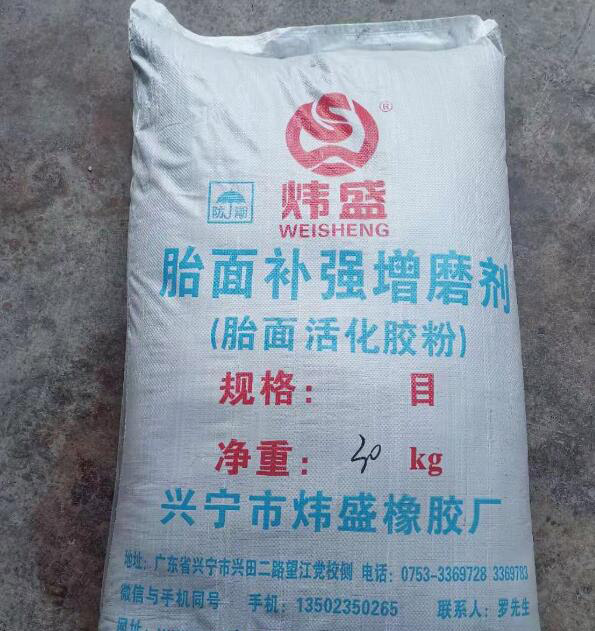 ®
炜盛
防潮
WEISHENG
胎面补强增磨剂
(胎面活化胶粉)
规格： 目
净重：30 kg
兴宁市炜盛橡胶厂
地址：广东省兴宁市兴田二路望江党校侧 电话：0753-3369728 3369783
微信与手机同号 手机：13502350265 联系人：罗先生
网址：